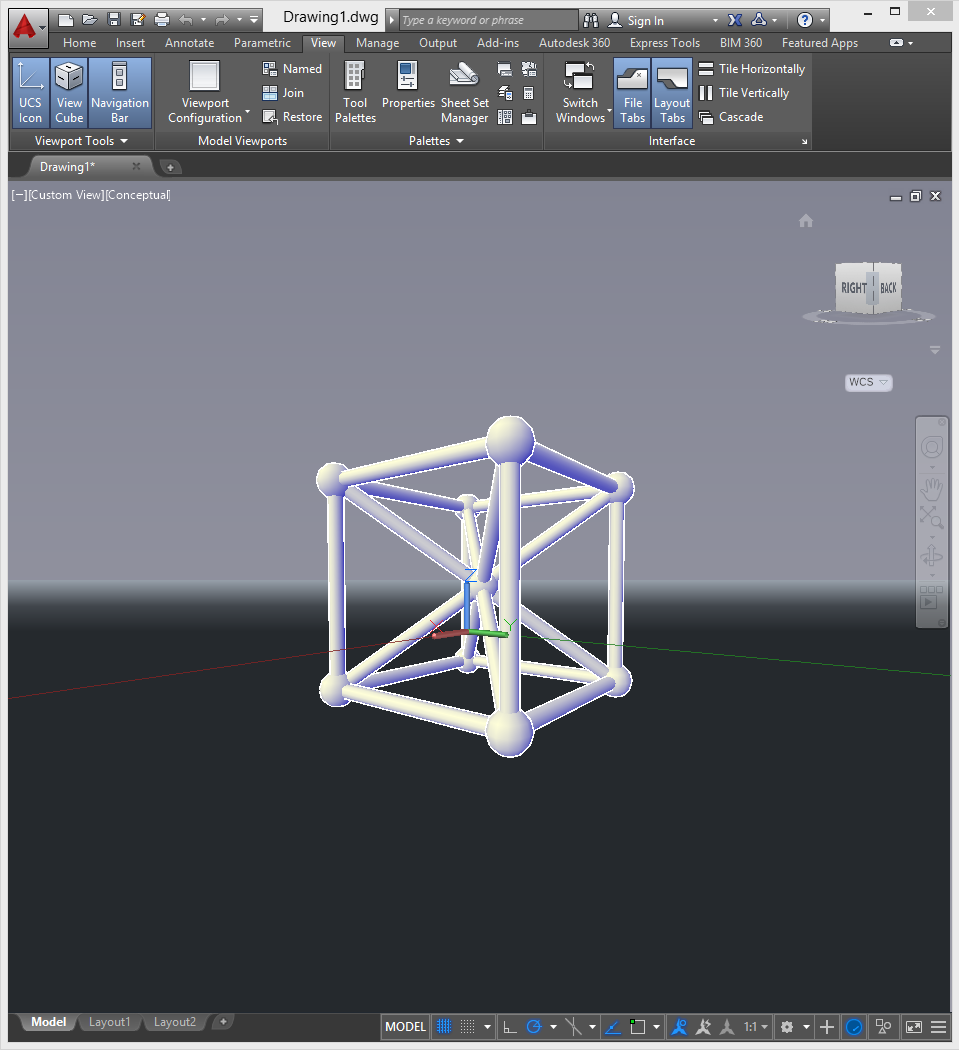 Drawing1.dwg
Type a keyword or phrase
Sign In
Home Insert Annotate Parametric View Manage Output Add-ins Autodesk 360 Express Tools BIM 360 Featured Apps
UCS Icon
View Cube
Navigation Bar
Viewport Configuration
Named
Join
Restore
Tool Palettes
Properties
Sheet Set Manager
Switch Windows
File Tabs
Layout Tabs
Tile Horizontally
Tile Vertically
Cascade
Viewport Tools
Model Viewports
Palettes
Interface
Drawing1*
[−][Custom View][Conceptual]
RIGHT BACK
WCS
Z
X
Y
Model Layout1 Layout2
MODEL
1:1